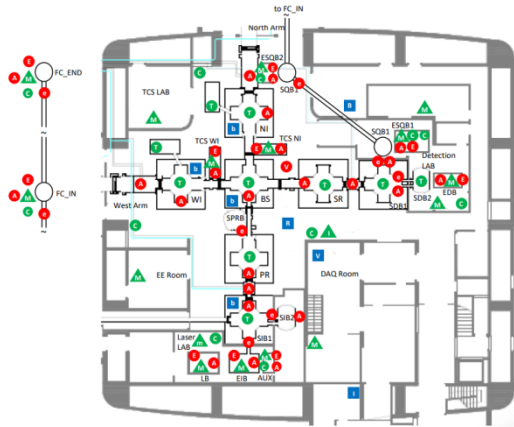 to FC_IN
North Arm
E
FC_END
A M
C e
ESQB2
C M E
A C A
SQB1
e
TCS LAB
M
T
T
A
b
NI
B
M
ESQB1
M C C
A E
SQB1
T
T
TCS WI
E
M
A
b
TCS NI
E M A
V
e A
Detection
LAB
E
A M
FC_IN
C e
A
T
A
West Arm
WI
T
b
BS
A
A
T
SR
A
T
e
A
SDB1
T
SDB2
A M E
EDB
M C
SPRB
e
C
R
C I
EE Room
M
T
PR
A
A
V
DAQ Room
b
A
T
SIB1
e
SIB2
A
Laser
LAB
m C
e
M
E
M A
LB
E
M A
EIB
M E
C A
AUX
I